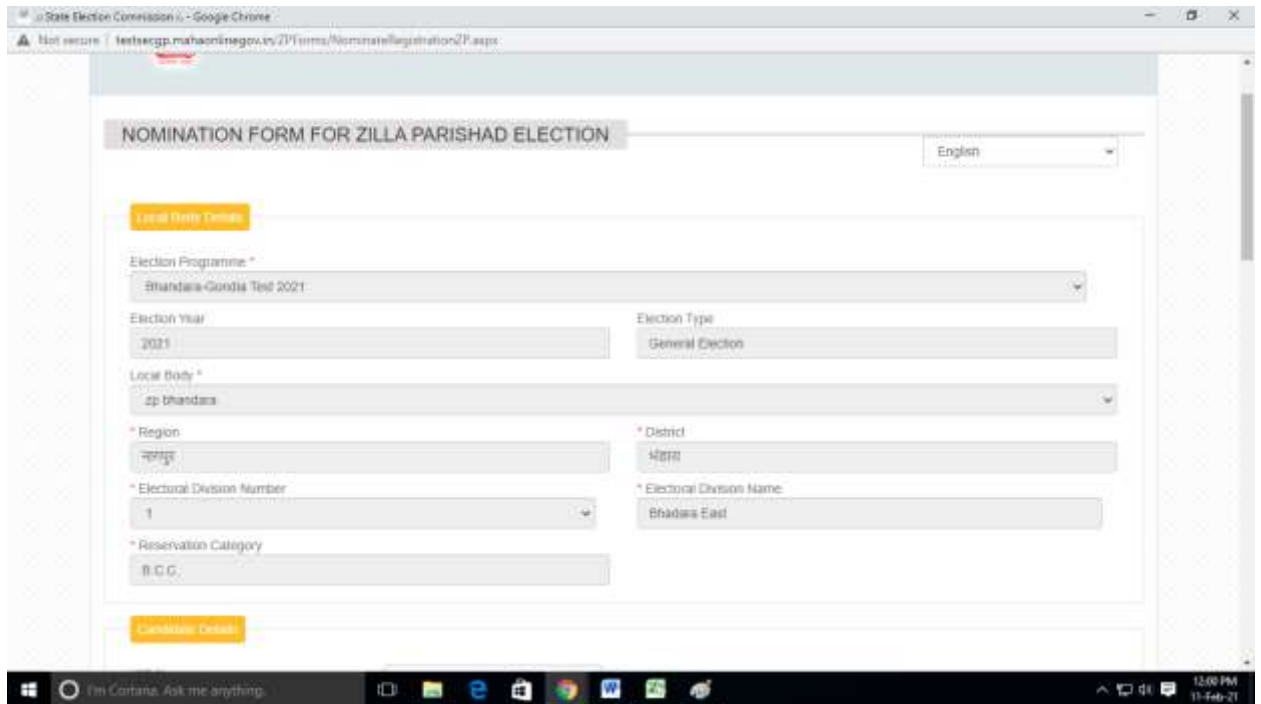 State Election Commission - Google Chrome
Not secure | testsecgp.mahaonlinegov.in/ZPForms/NominateRegistrationZP.aspx
NOMINATION FORM FOR ZILLA PARISHAD ELECTION
English
Local Body Details
Election Programme *
Bhandara-Gondia Test 2021
Election Year
Election Type
2021
General Election
Local Body *
zp bhandara
* Region
* District
नागपूर
भंडारा
* Electoral Division Number
* Electoral Division Name
1
Bhadara East
* Reservation Category
B.C.C.
Candidate Details
I'm Cortana. Ask me anything.
12:00 PM
11-Feb-21